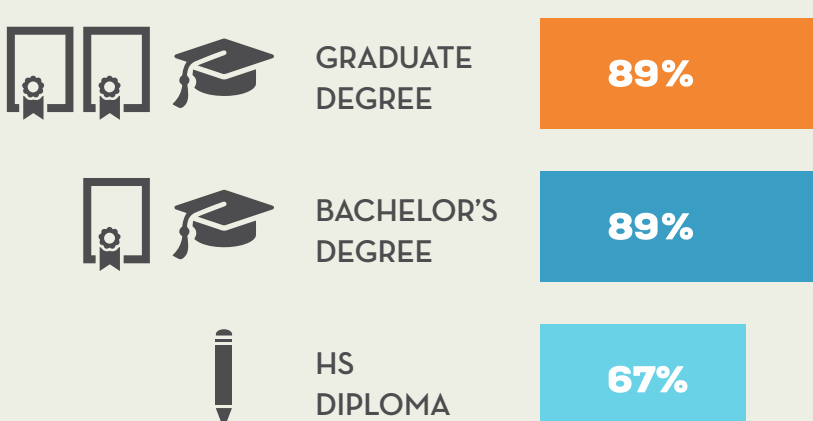 GRADUATE
DEGREE
89%
BACHELOR'S
DEGREE
89%
HS
DIPLOMA
67%